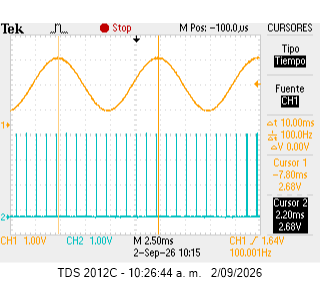 Tek Stop M Pos: -100.0µs CURSORES
Tipo
Tiempo
Fuente
CH1
Δt 10.00ms
1/Δt 100.0Hz
ΔV 0.00V
Cursor 1
-7.80ms
2.68V
Cursor 2
2.20ms
2.68V
1
2
CH1 1.00V CH2 1.00V M 2.50ms CH1 / 1.64V
2-Sep-26 10:15 100.001Hz
TDS 2012C - 10:26:44 a. m. 2/09/2026